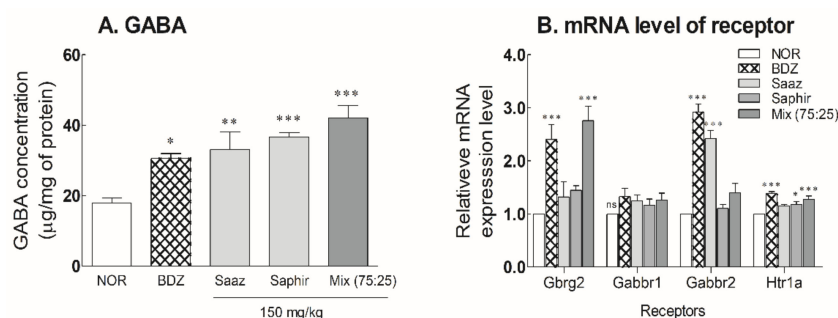 A. GABA
GABA concentration
(μg/mg of protein)
60
40
20
0
*
**
***
***
NOR
BDZ
Saaz
Saphir
Mix (75:25)
150 mg/kg
B. mRNA level of receptor
Relativeve mRNA
expresssion level
4.0
3.0
2.0
1.0
0.0
NOR
BDZ
Saaz
Saphir
Mix (75:25)
***
***
ns
***
***
***
*
***
Gbrg2
Gabbr1
Gabbr2
Htr1a
Receptors